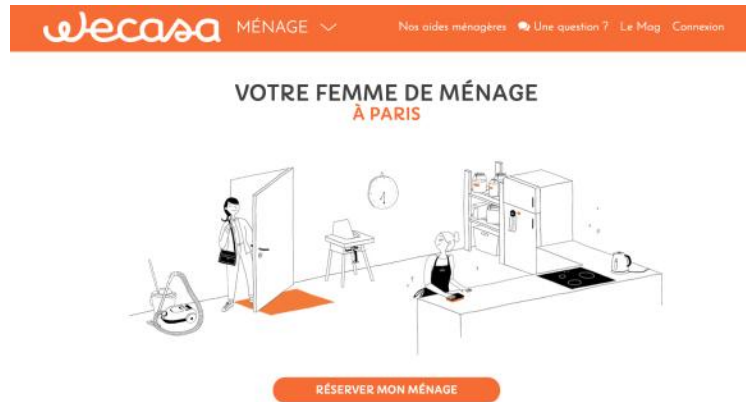 wecasa MÉNAGE Nos aides ménagères Une question ? Le Mag Connexion
VOTRE FEMME DE MÉNAGE
À PARIS
RÉSERVER MON MÉNAGE